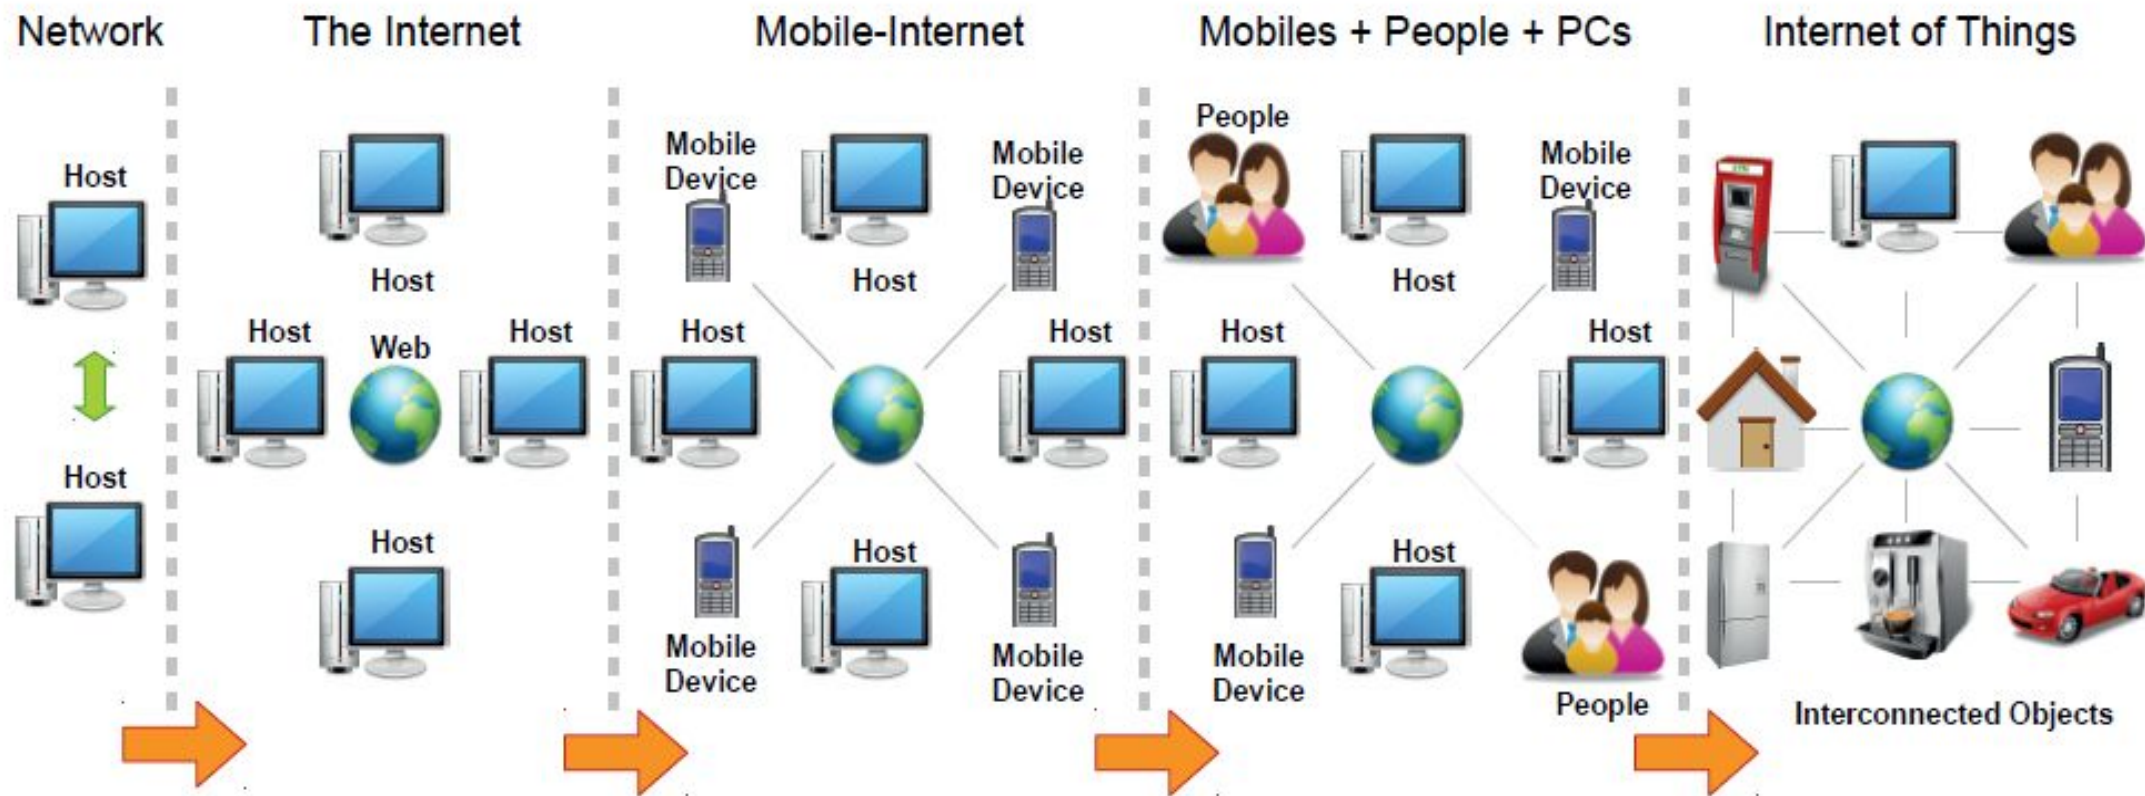 Network
The Internet
Mobile-Internet
Mobiles + People + PCs
Internet of Things
Host
Host
Host
Host
Web
Host
Host
Mobile
Device
Mobile
Device
Host
Host
Host
Host
Mobile
Device
Mobile
Device
People
Mobile
Device
Host
Host
Host
Host
Mobile
Device
People
Interconnected Objects